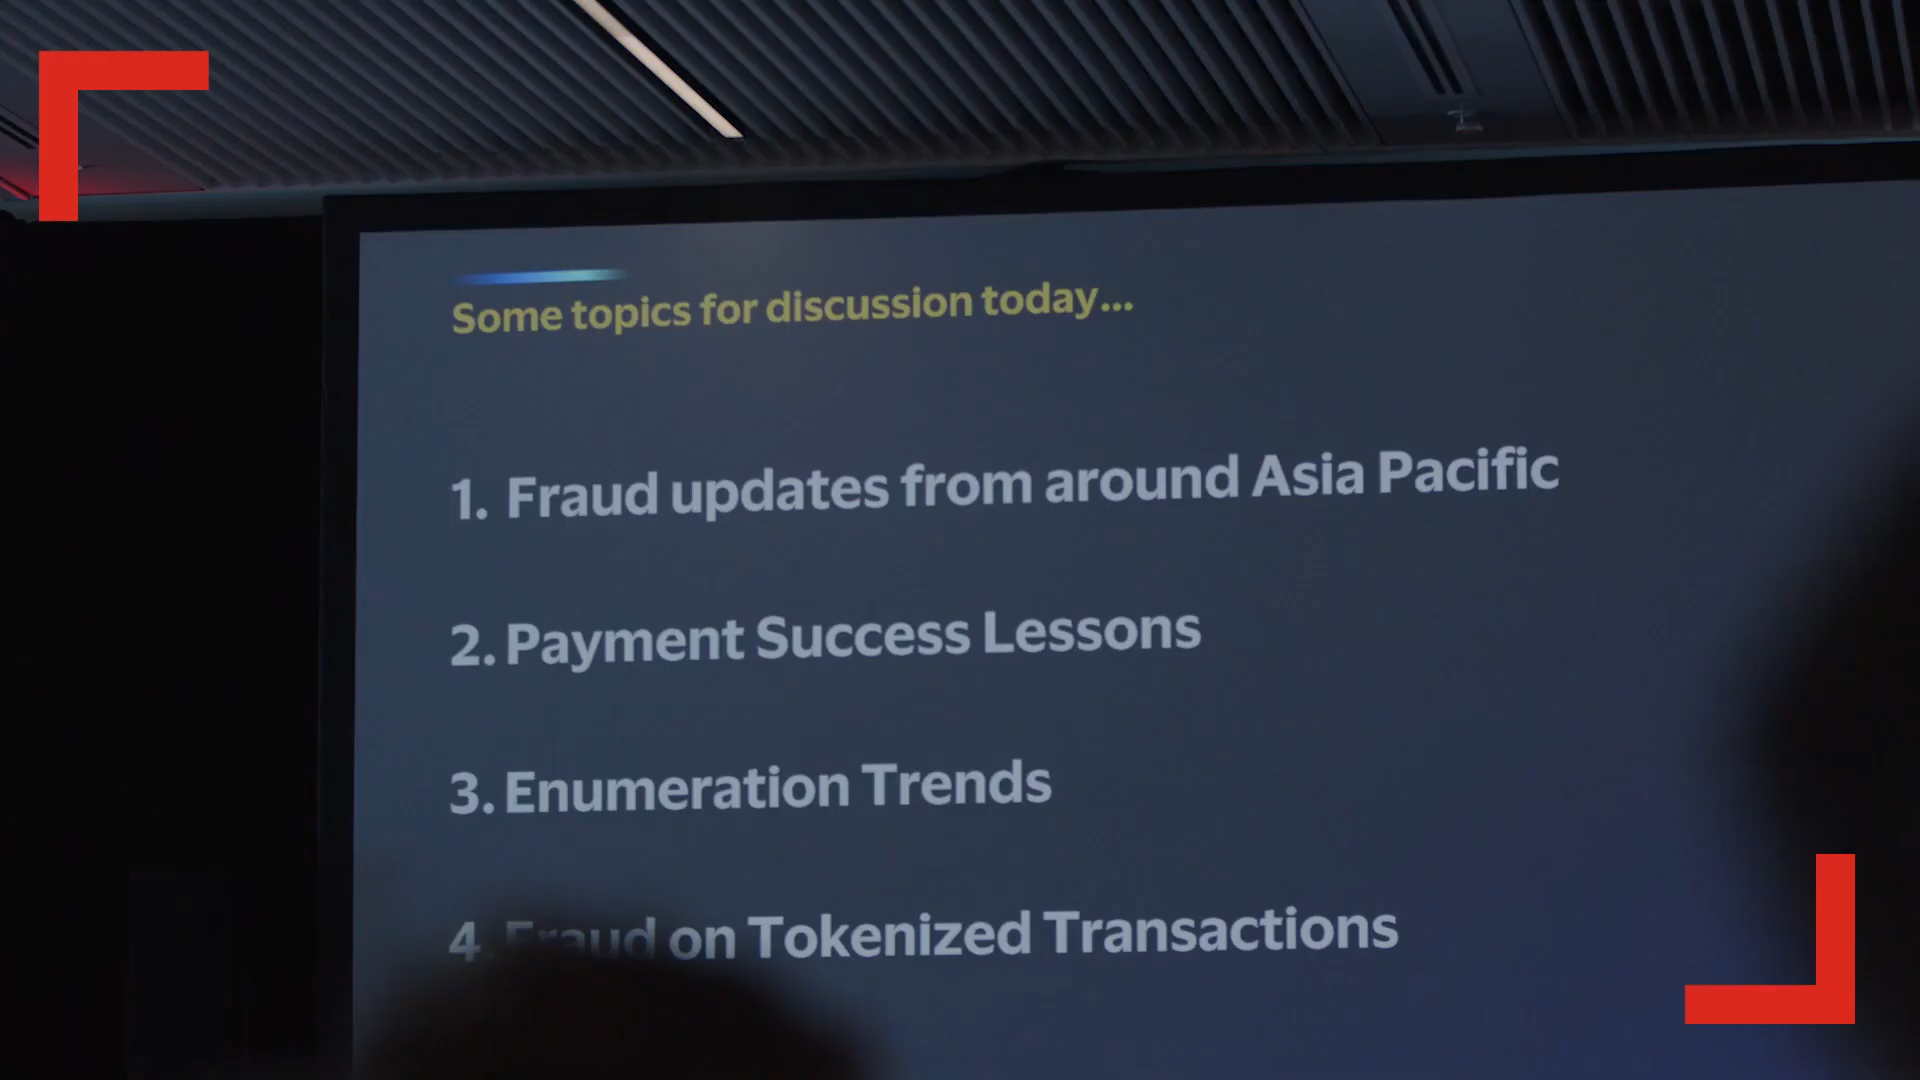 Some topics for discussion today...
1. Fraud updates from around Asia Pacific
2. Payment Success Lessons
3. Enumeration Trends
4. Fraud on Tokenized Transactions